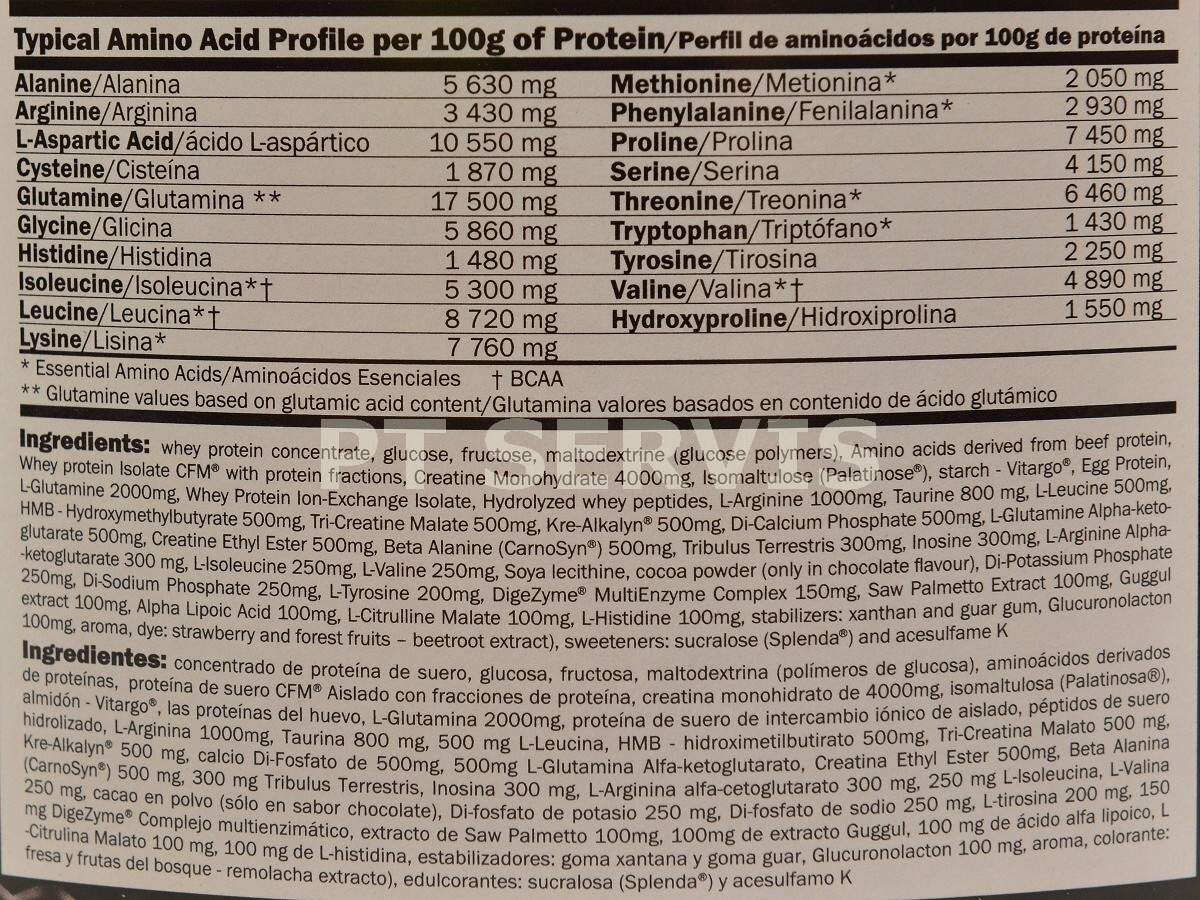 Typical Amino Acid Profile per 100g of Protein/Perfil de aminoácidos por 100g de proteína
Alanine/Alanina 5 630 mg
Arginine/Arginina 3 430 mg
L-Aspartic Acid/ácido L-aspártico 10 550 mg
Cysteine/Cisteína 1 870 mg
Glutamine/Glutamina ** 17 500 mg
Glycine/Glicina 5 860 mg
Histidine/Histidina 1 480 mg
Isoleucine/Isoleucina*† 5 300 mg
Leucine/Leucina*† 8 720 mg
Lysine/Lisina* 7 760 mg
Methionine/Metionina* 2 050 mg
Phenylalanine/Fenilalanina* 2 930 mg
Proline/Prolina 7 450 mg
Serine/Serina 4 150 mg
Threonine/Treonina* 6 460 mg
Tryptophan/Triptófano* 1 430 mg
Tyrosine/Tirosina 2 250 mg
Valine/Valina*† 4 890 mg
Hydroxyproline/Hidroxiprolina 1 550 mg
* Essential Amino Acids/Aminoácidos Esenciales † BCAA
** Glutamine values based on glutamic acid content/Glutamina valores basados en contenido de ácido glutámico
PT SERVIS
Ingredients: whey protein concentrate, glucose, fructose, maltodextrine (glucose polymers), Amino acids derived from beef protein,
Whey protein Isolate CFM® with protein fractions, Creatine Monohydrate 4000mg, Isomaltulose (Palatinose®), starch - Vitargo®, Egg Protein,
L-Glutamine 2000mg, Whey Protein Ion-Exchange Isolate, Hydrolyzed whey peptides, L-Arginine 1000mg, Taurine 800 mg, L-Leucine 500mg,
HMB - Hydroxymethylbutyrate 500mg, Tri-Creatine Malate 500mg, Kre-Alkalyn® 500mg, Di-Calcium Phosphate 500mg, L-Glutamine Alpha-keto-
glutarate 500mg, Creatine Ethyl Ester 500mg, Beta Alanine (CarnoSyn®) 500mg, Tribulus Terrestris 300mg, Inosine 300mg, L-Arginine Alpha-
-ketoglutarate 300 mg, L-Isoleucine 250mg, L-Valine 250mg, Soya lecithine, cocoa powder (only in chocolate flavour), Di-Potassium Phosphate
250mg, Di-Sodium Phosphate 250mg, L-Tyrosine 200mg, DigeZyme® MultiEnzyme Complex 150mg, Saw Palmetto Extract 100mg, Guggul
extract 100mg, Alpha Lipoic Acid 100mg, L-Citrulline Malate 100mg, L-Histidine 100mg, stabilizers: xanthan and guar gum, Glucuronolacton
100mg, aroma, dye: strawberry and forest fruits – beetroot extract), sweeteners: sucralose (Splenda®) and acesulfame K
Ingredientes: concentrado de proteína de suero, glucosa, fructosa, maltodextrina (polímeros de glucosa), aminoácidos derivados
de proteínas, proteína de suero CFM® Aislado con fracciones de proteína, creatina monohidrato de 4000mg, isomaltulosa (Palatinosa®),
almidón - Vitargo®, las proteínas del huevo, L-Glutamina 2000mg, proteína de suero de intercambio iónico de aislado, péptidos de suero
hidrolizado, L-Arginina 1000mg, Taurina 800 mg, 500 mg L-Leucina, HMB - hidroximetilbutirato 500mg, Tri-Creatina Malato 500 mg,
Kre-Alkalyn® 500 mg, calcio Di-Fosfato de 500mg, 500mg L-Glutamina Alfa-ketoglutarato, Creatina Ethyl Ester 500mg, Beta Alanina
(CarnoSyn®) 500 mg, 300 mg Tribulus Terrestris, Inosina 300 mg, L-Arginina alfa-cetoglutarato 300 mg, 250 mg L-Isoleucina, L-Valina
250 mg, cacao en polvo (sólo en sabor chocolate), Di-fosfato de potasio 250 mg, Di-fosfato de sodio 250 mg, L-tirosina 200 mg, 150
mg DigeZyme® Complejo multienzimático, extracto de Saw Palmetto 100mg, 100mg de extracto Guggul, 100 mg de ácido alfa lipoico, L
-Citrulina Malato 100 mg, 100 mg de L-histidina, estabilizadores: goma xantana y goma guar, Glucuronolacton 100 mg, aroma, colorante:
fresa y frutas del bosque - remolacha extracto), edulcorantes: sucralosa (Splenda®) y acesulfamo K